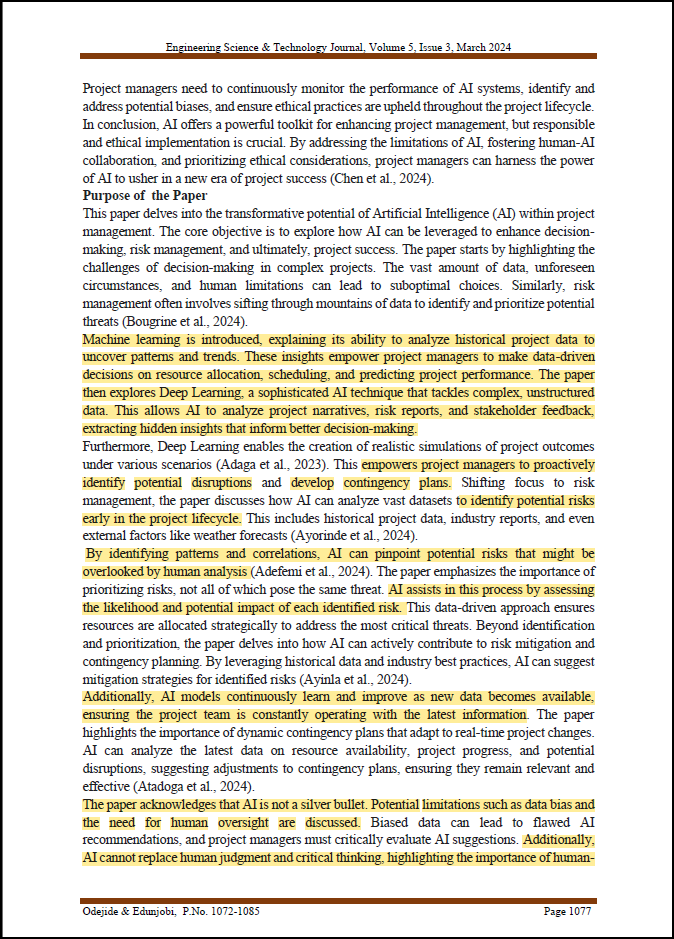 Engineering Science & Technology Journal, Volume 5, Issue 3, March 2024
Project managers need to continuously monitor the performance of AI systems, identify and
address potential biases, and ensure ethical practices are upheld throughout the project lifecycle.
In conclusion, AI offers a powerful toolkit for enhancing project management, but responsible
and ethical implementation is crucial. By addressing the limitations of AI, fostering human-AI
collaboration, and prioritizing ethical considerations, project managers can harness the power
of AI to usher in a new era of project success (Chen et al., 2024).
Purpose of the Paper
This paper delves into the transformative potential of Artificial Intelligence (AI) within project
management. The core objective is to explore how AI can be leveraged to enhance decision-
making, risk management, and ultimately, project success. The paper starts by highlighting the
challenges of decision-making in complex projects. The vast amount of data, unforeseen
circumstances, and human limitations can lead to suboptimal choices. Similarly, risk
management often involves sifting through mountains of data to identify and prioritize potential
threats (Bougrine et al., 2024).
Machine learning is introduced, explaining its ability to analyze historical project data to
uncover patterns and trends. These insights empower project managers to make data-driven
decisions on resource allocation, scheduling, and predicting project performance. The paper
then explores Deep Learning, a sophisticated AI technique that tackles complex, unstructured
data. This allows AI to analyze project narratives, risk reports, and stakeholder feedback,
extracting hidden insights that inform better decision-making.
Furthermore, Deep Learning enables the creation of realistic simulations of project outcomes
under various scenarios (Adaga et al., 2023). This empowers project managers to proactively
identify potential disruptions and develop contingency plans. Shifting focus to risk
management, the paper discusses how AI can analyze vast datasets to identify potential risks
early in the project lifecycle. This includes historical project data, industry reports, and even
external factors like weather forecasts (Ayorinde et al., 2024).
By identifying patterns and correlations, AI can pinpoint potential risks that might be
overlooked by human analysis (Adefemi et al., 2024). The paper emphasizes the importance of
prioritizing risks, not all of which pose the same threat. AI assists in this process by assessing
the likelihood and potential impact of each identified risk. This data-driven approach ensures
resources are allocated strategically to address the most critical threats. Beyond identification
and prioritization, the paper delves into how AI can actively contribute to risk mitigation and
contingency planning. By leveraging historical data and industry best practices, AI can suggest
mitigation strategies for identified risks (Ayinla et al., 2024).
Additionally, AI models continuously learn and improve as new data becomes available,
ensuring the project team is constantly operating with the latest information. The paper
highlights the importance of dynamic contingency plans that adapt to real-time project changes.
AI can analyze the latest data on resource availability, project progress, and potential
disruptions, suggesting adjustments to contingency plans, ensuring they remain relevant and
effective (Atadoga et al., 2024).
The paper acknowledges that AI is not a silver bullet. Potential limitations such as data bias and
the need for human oversight are discussed. Biased data can lead to flawed AI
recommendations, and project managers must critically evaluate AI suggestions. Additionally,
AI cannot replace human judgment and critical thinking, highlighting the importance of human-
Odejide & Edunjobi, P.No. 1072-1085
Page 1077